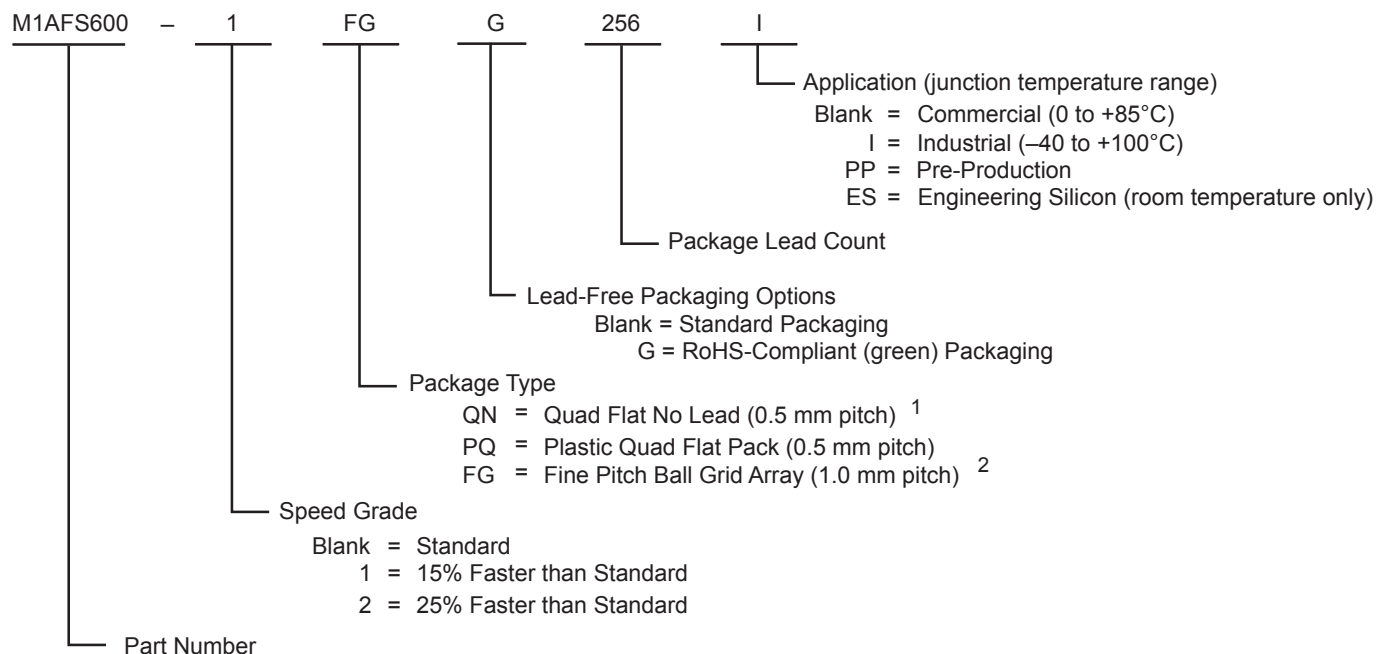 M1AFS600 – 1 FG G 256 I
Application (junction temperature range)
Blank = Commercial (0 to +85°C)
I = Industrial (–40 to +100°C)
PP = Pre-Production
ES = Engineering Silicon (room temperature only)
Package Lead Count
Lead-Free Packaging Options
Blank = Standard Packaging
G = RoHS-Compliant (green) Packaging
Package Type
QN = Quad Flat No Lead (0.5 mm pitch) 1
PQ = Plastic Quad Flat Pack (0.5 mm pitch)
FG = Fine Pitch Ball Grid Array (1.0 mm pitch) 2
Speed Grade
Blank = Standard
1 = 15% Faster than Standard
2 = 25% Faster than Standard
Part Number